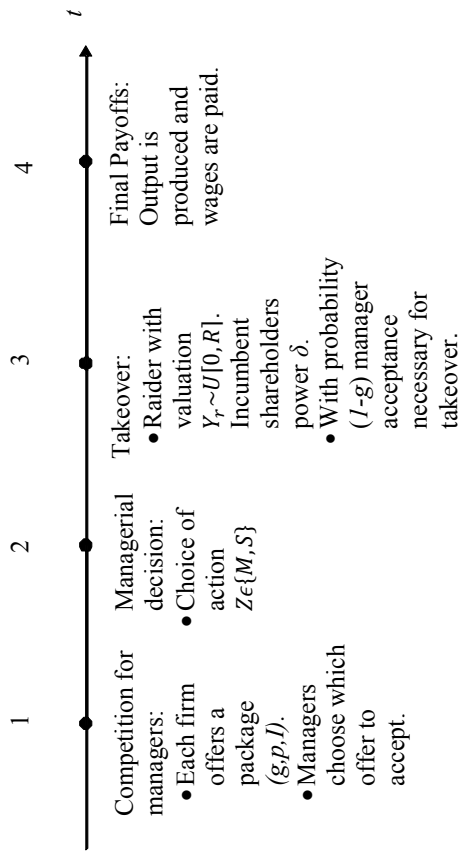 t
1
2
3
4
Competition for
managers:
• Each firm
offers a
package
(g,p,I).
• Managers
choose which
offer to
accept.
Managerial
decision:
• Choice of
action
Zϵ{M,S}
Takeover:
• Raider with
valuation
Yᵣ~U[0,R].
Incumbent
shareholders
power δ.
• With probability
(1-g) manager
acceptance
necessary for
takeover.
Final Payoffs:
Output is
produced and
wages are paid.